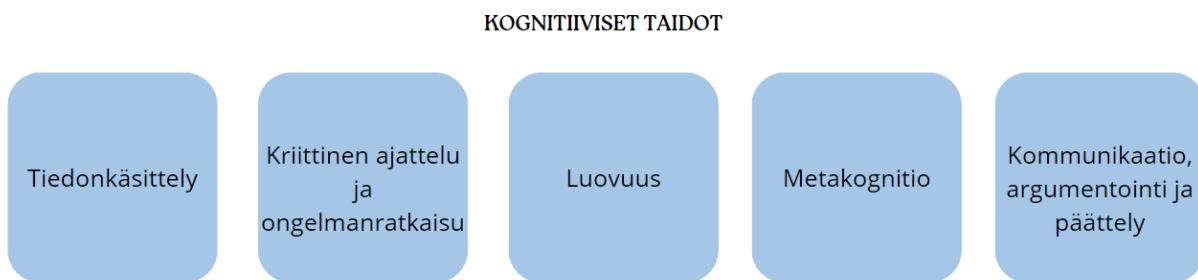 KOGNITIIVISET TAIDOT
Tiedonkäsittely
Kriittinen ajattelu
ja
ongelmanratkaisu
Luovuus
Metakognitio
Kommunikaatio,
argumentointi ja
päättely